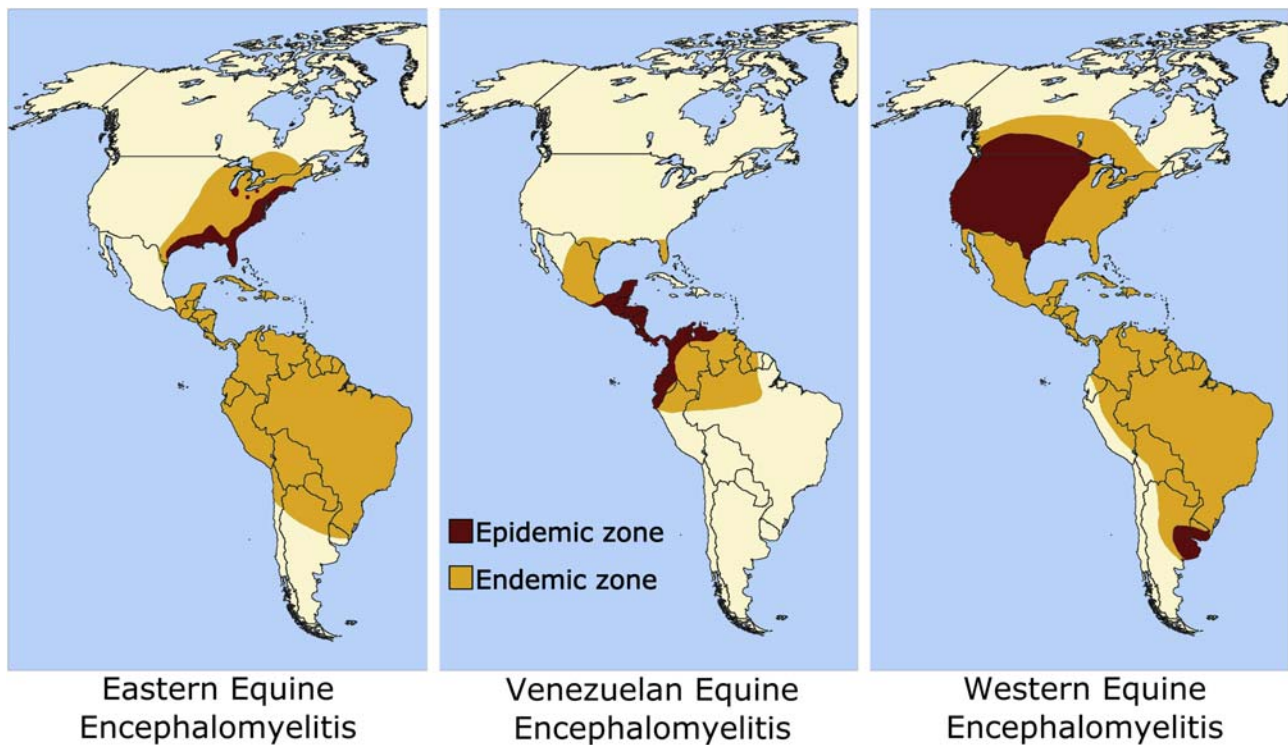 Epidemic zone
Endemic zone
Eastern Equine
Encephalomyelitis
Venezuelan Equine
Encephalomyelitis
Western Equine
Encephalomyelitis